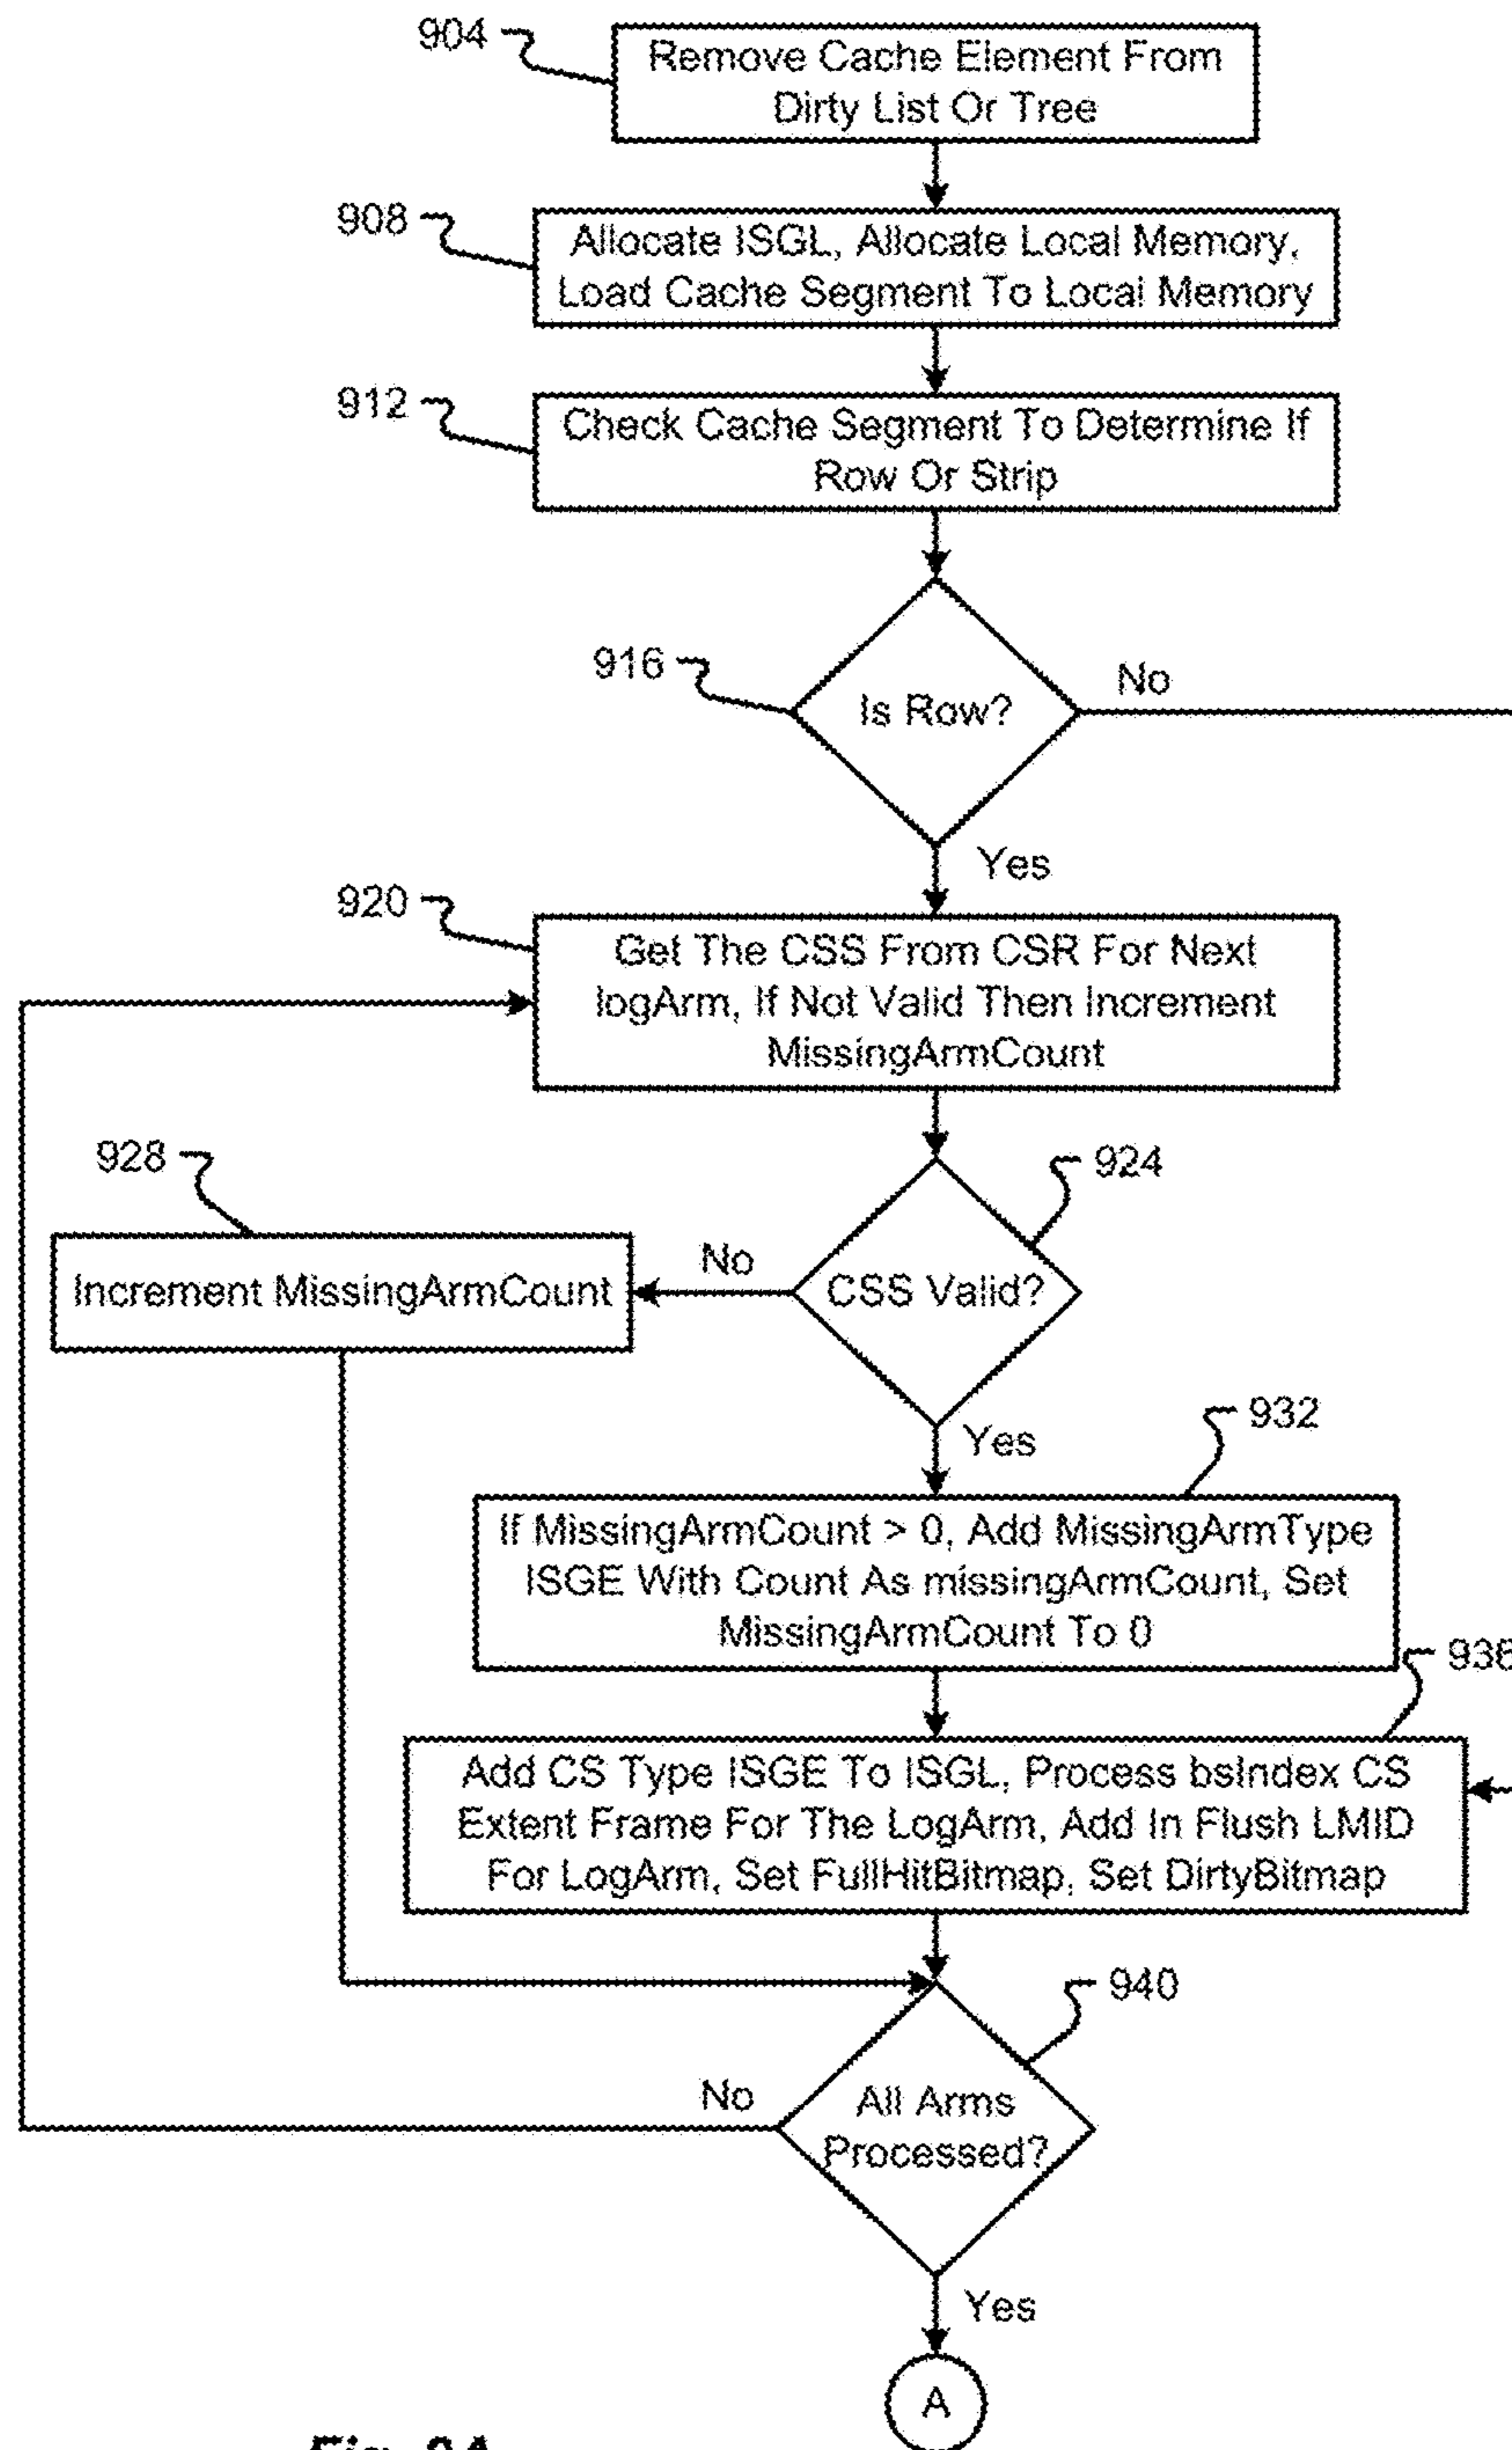 904
Remove Cache Element From
Dirty List Or Tree
908
Allocate ISGL, Allocate Local Memory,
Load Cache Segment To Local Memory
912
Check Cache Segment To Determine If
Row Or Strip
916
Is Row?
No
Yes
920
Get The CSS From CSR For Next
logArm, If Not Valid Then Increment
MissingArmCount
928
924
Increment MissingArmCount
No
CSS Valid?
Yes
932
If MissingArmCount > 0, Add MissingArmType
ISGE With Count As missingArmCount, Set
MissingArmCount To 0
936
Add CS Type ISGE To ISGL, Process bsIndex CS
Extent Frame For The LogArm, Add In Flush LMID
For LogArm, Set FullHitBitmap, Set DirtyBitmap
940
No
All Arms
Processed?
Yes
A